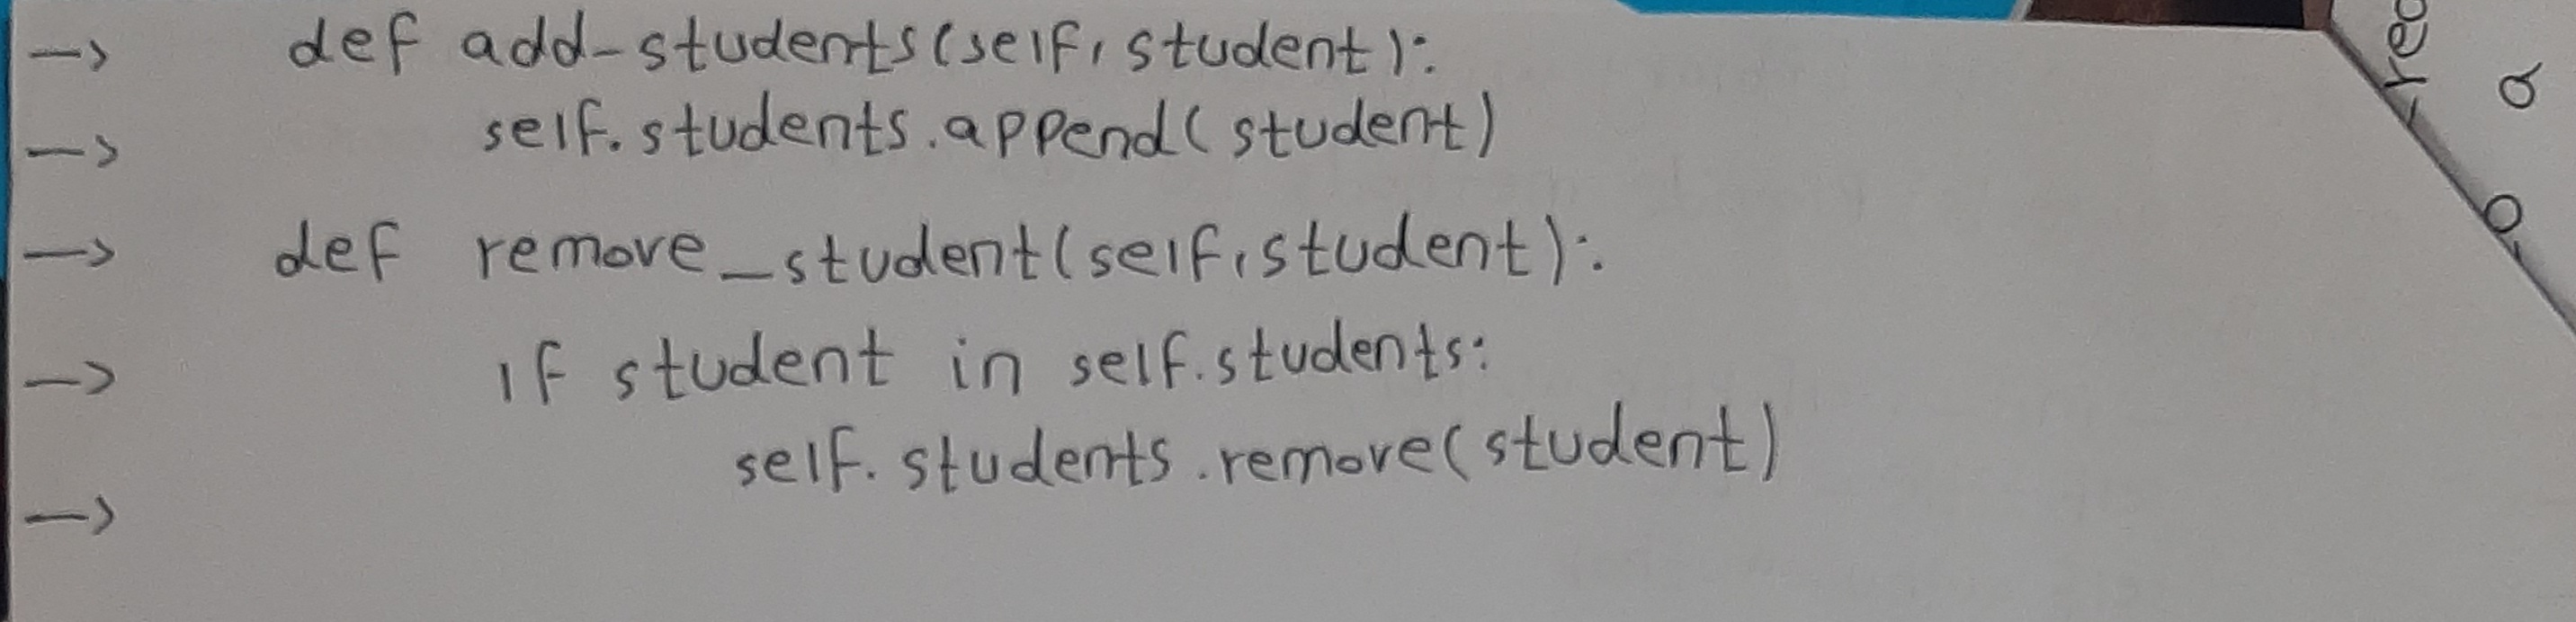 -> def add-students(self, student):
-> self.students.append(student)
-> def remove_student(self, student):
-> if student in self.students:
self.students.remove(student)
->